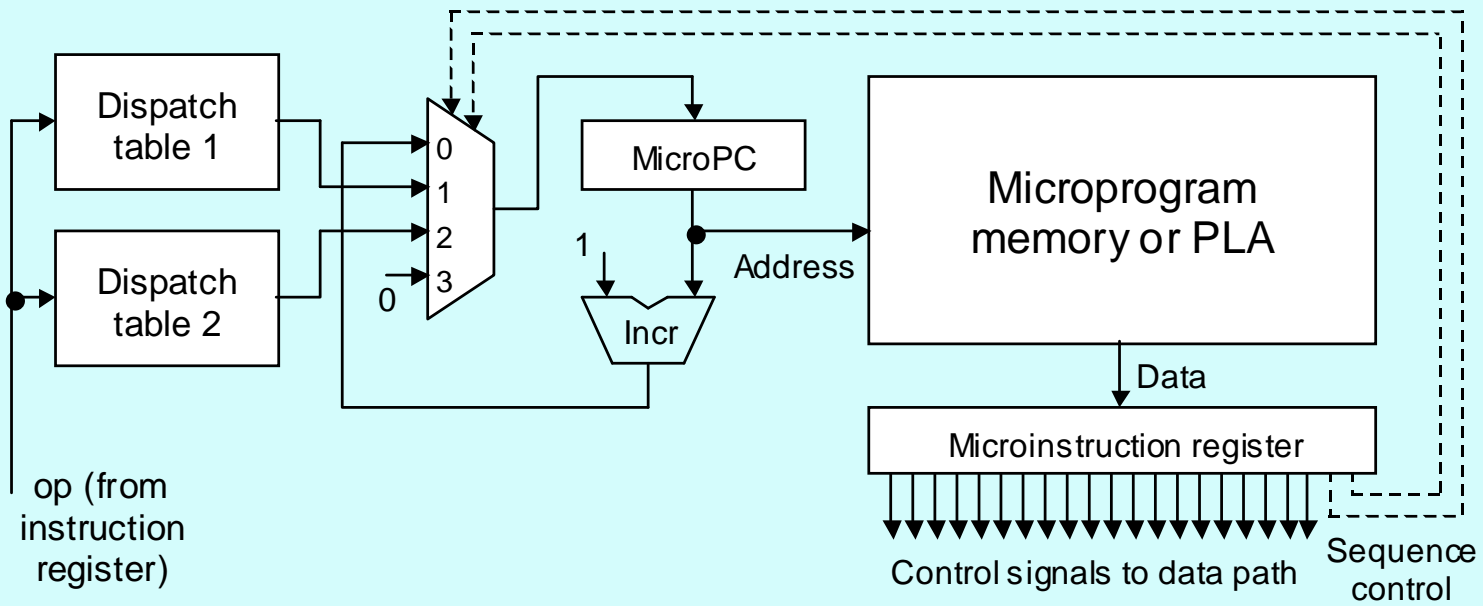 Dispatch
table 1
Dispatch
table 2
op (from
instruction
register)
0
1
2
3
0
MicroPC
1
Incr
Address
Microprogram
memory or PLA
Data
Microinstruction register
Control signals to data path
Sequence
control